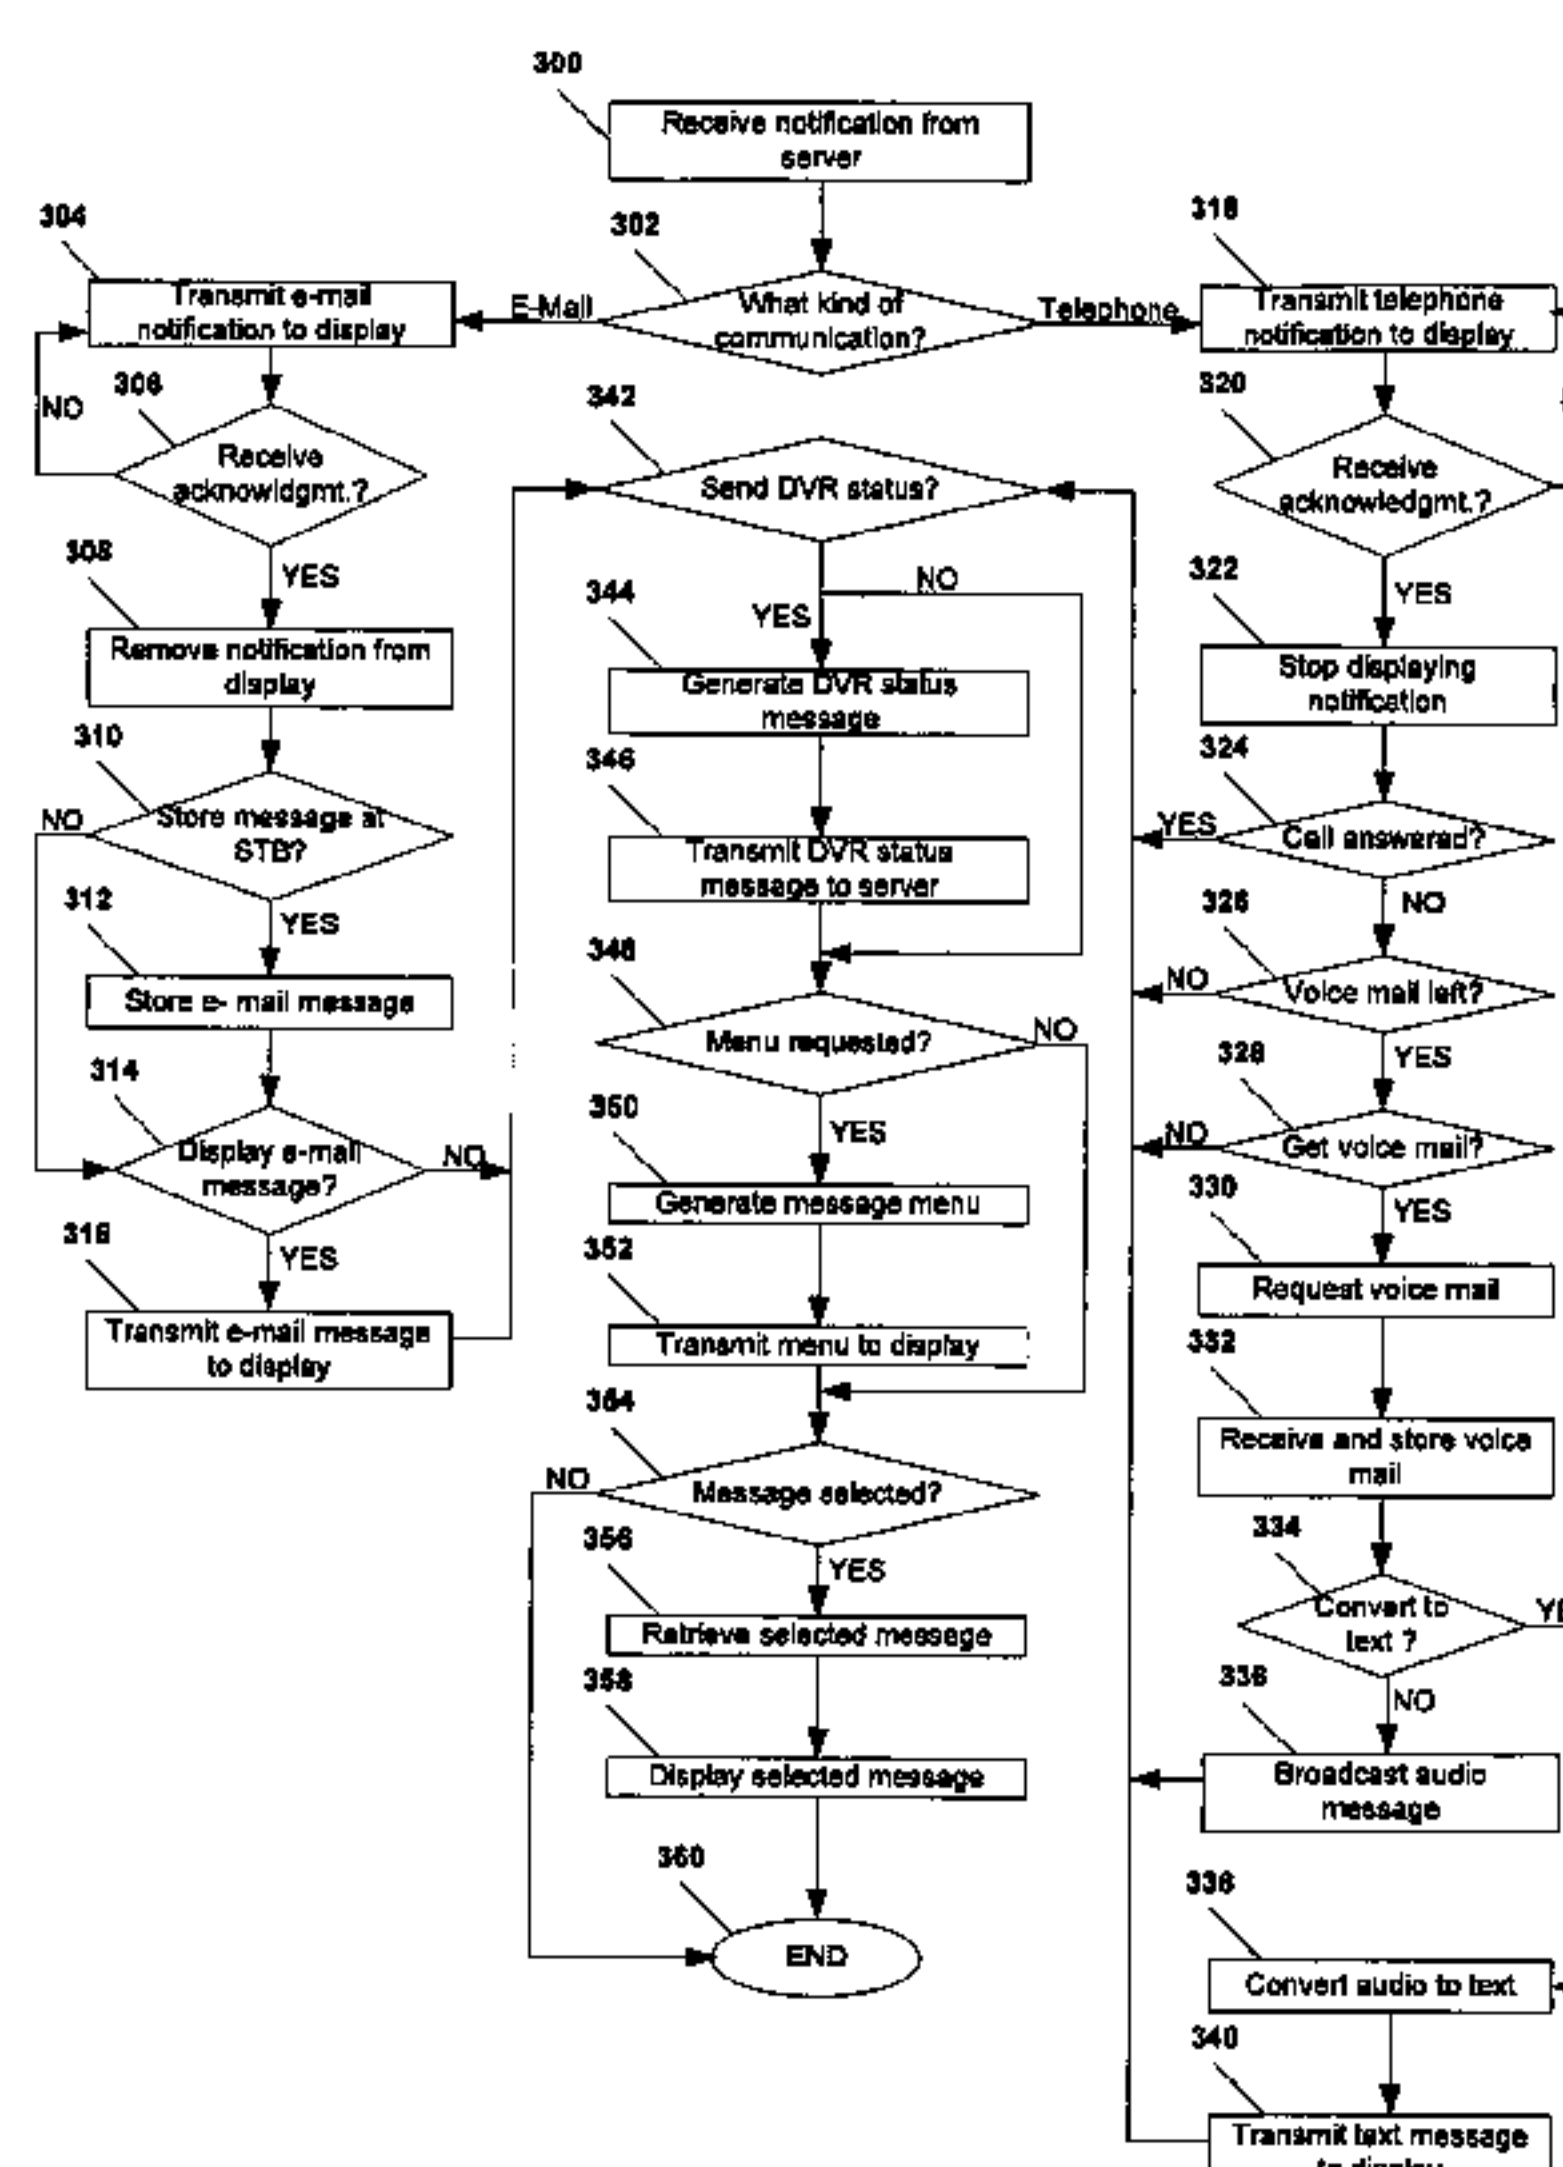 300
Receive notification from
server
302
What kind of
communication?
E-Mail
Telephone
304
Transmit e-mail
notification to display
306
NO
Receive
acknowldgmt.?
YES
308
Remove notification from
display
310
Store message at
STB?
NO
YES
312
Store e- mail message
314
Display e-mail
message?
NO
YES
316
Transmit e-mail message
to display
342
Send DVR status?
NO
YES
344
Generate DVR status
message
346
Transmit DVR status
message to server
348
Menu requested?
NO
YES
350
Generate message menu
352
Transmit menu to display
354
Message selected?
NO
YES
356
Retrieve selected message
358
Display selected message
360
END
318
Transmit telephone
notification to display
320
Receive
acknowledgmt.?
YES
322
Stop displaying
notification
324
Call answered?
YES
NO
326
Voice mail left?
NO
YES
328
Get voice mail?
NO
YES
330
Request voice mail
332
Receive and store voice
mail
334
Convert to
text ?
NO
336
Broadcast audio
message
338
Convert audio to text
340
Transmit text message
to display